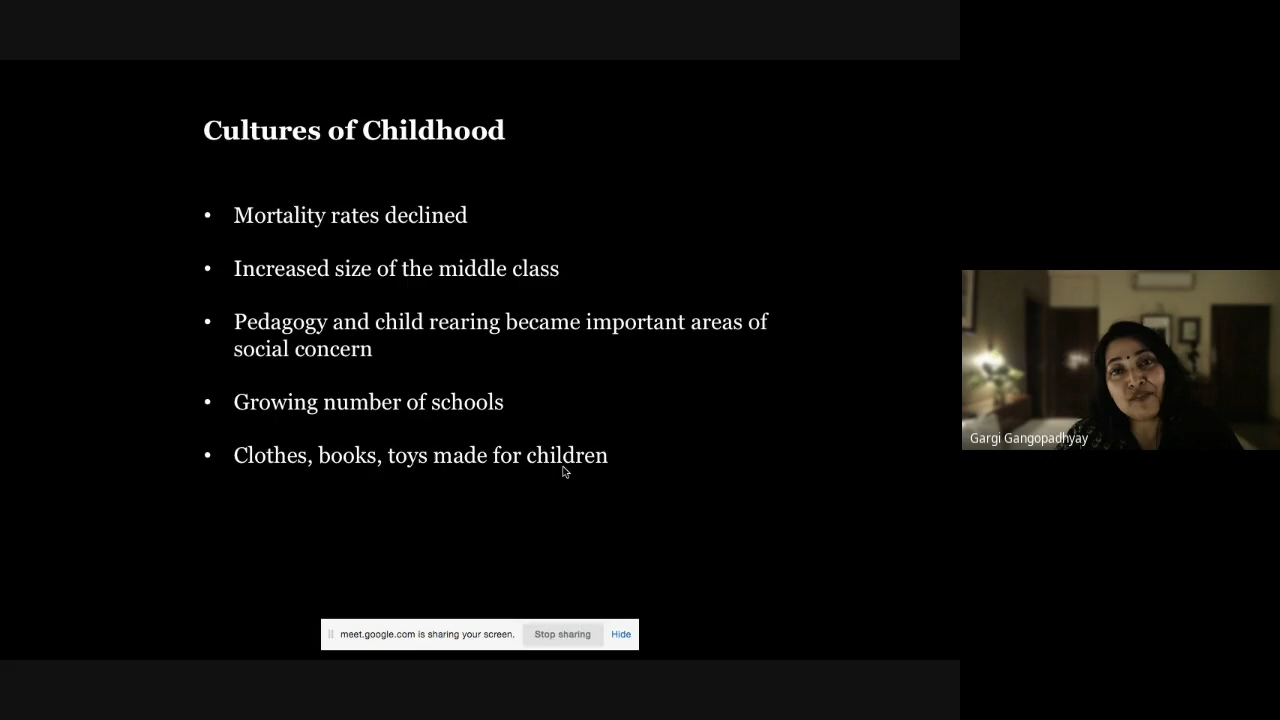 Cultures of Childhood
• Mortality rates declined
• Increased size of the middle class
• Pedagogy and child rearing became important areas of
social concern
• Growing number of schools
• Clothes, books, toys made for children
Gargi Gangopadhyay
meet.google.com is sharing your screen. Stop sharing Hide